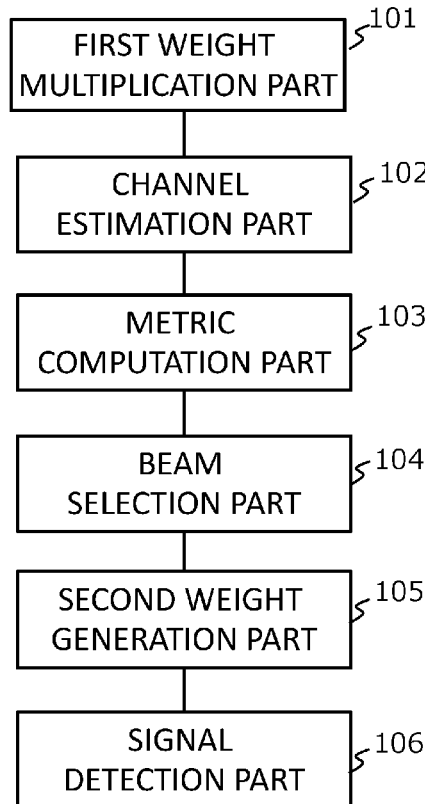 101
FIRST WEIGHT
MULTIPLICATION PART
102
CHANNEL
ESTIMATION PART
103
METRIC
COMPUTATION PART
104
BEAM
SELECTION PART
105
SECOND WEIGHT
GENERATION PART
106
SIGNAL
DETECTION PART